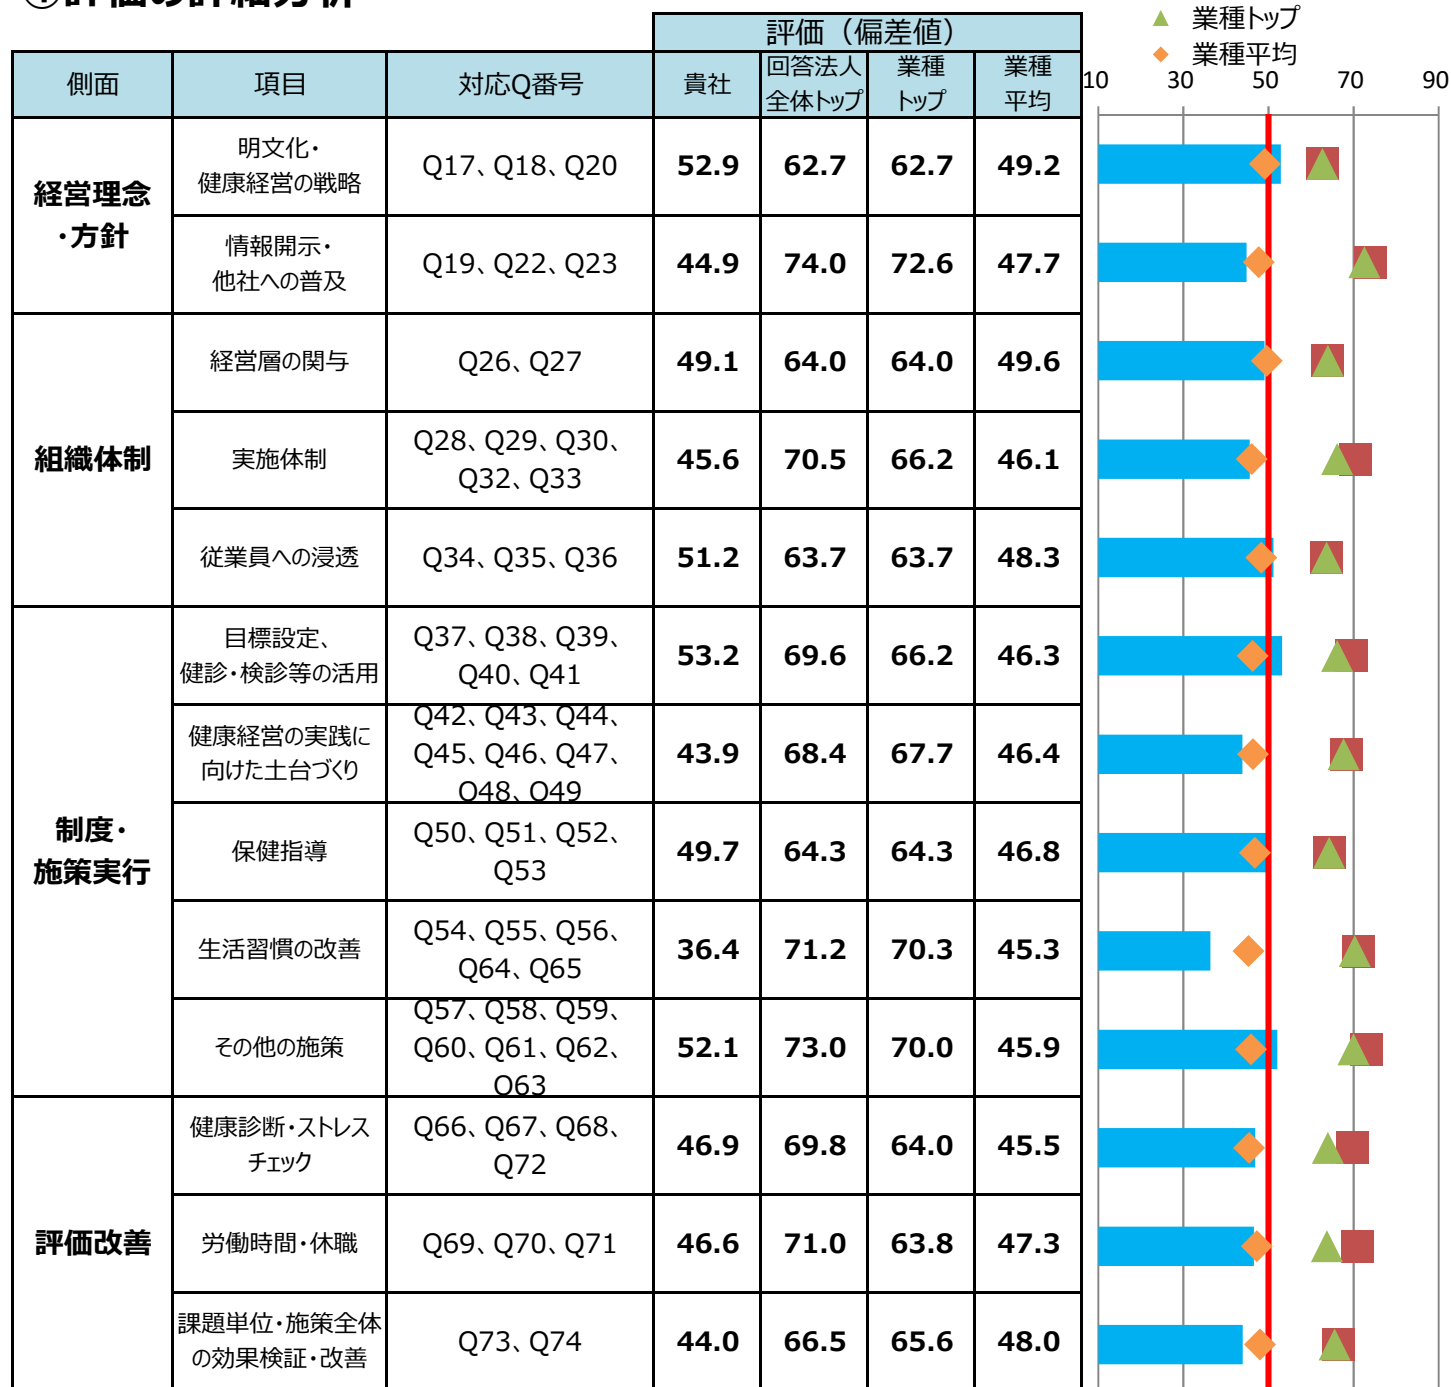 ①評価の詳細分析
業種トップ
業種平均
評価（偏差値）
側面 項目 対応Q番号 貴社 回答法人全体トップ 業種トップ 業種平均
10 30 50 70 90
経営理念・方針
明文化・健康経営の戦略 Q17、Q18、Q20 52.9 62.7 62.7 49.2
情報開示・他社への普及 Q19、Q22、Q23 44.9 74.0 72.6 47.7
組織体制
経営層の関与 Q26、Q27 49.1 64.0 64.0 49.6
実施体制 Q28、Q29、Q30、Q32、Q33 45.6 70.5 66.2 46.1
従業員への浸透 Q34、Q35、Q36 51.2 63.7 63.7 48.3
制度・施策実行
目標設定、健診・検診等の活用 Q37、Q38、Q39、Q40、Q41 53.2 69.6 66.2 46.3
健康経営の実践に向けた土台づくり Q42、Q43、Q44、Q45、Q46、Q47、Q48、Q49 43.9 68.4 67.7 46.4
保健指導 Q50、Q51、Q52、Q53 49.7 64.3 64.3 46.8
生活習慣の改善 Q54、Q55、Q56、Q64、Q65 36.4 71.2 70.3 45.3
その他の施策 Q57、Q58、Q59、Q60、Q61、Q62、Q63 52.1 73.0 70.0 45.9
評価改善
健康診断・ストレスチェック Q66、Q67、Q68、Q72 46.9 69.8 64.0 45.5
労働時間・休職 Q69、Q70、Q71 46.6 71.0 63.8 47.3
課題単位・施策全体の効果検証・改善 Q73、Q74 44.0 66.5 65.6 48.0